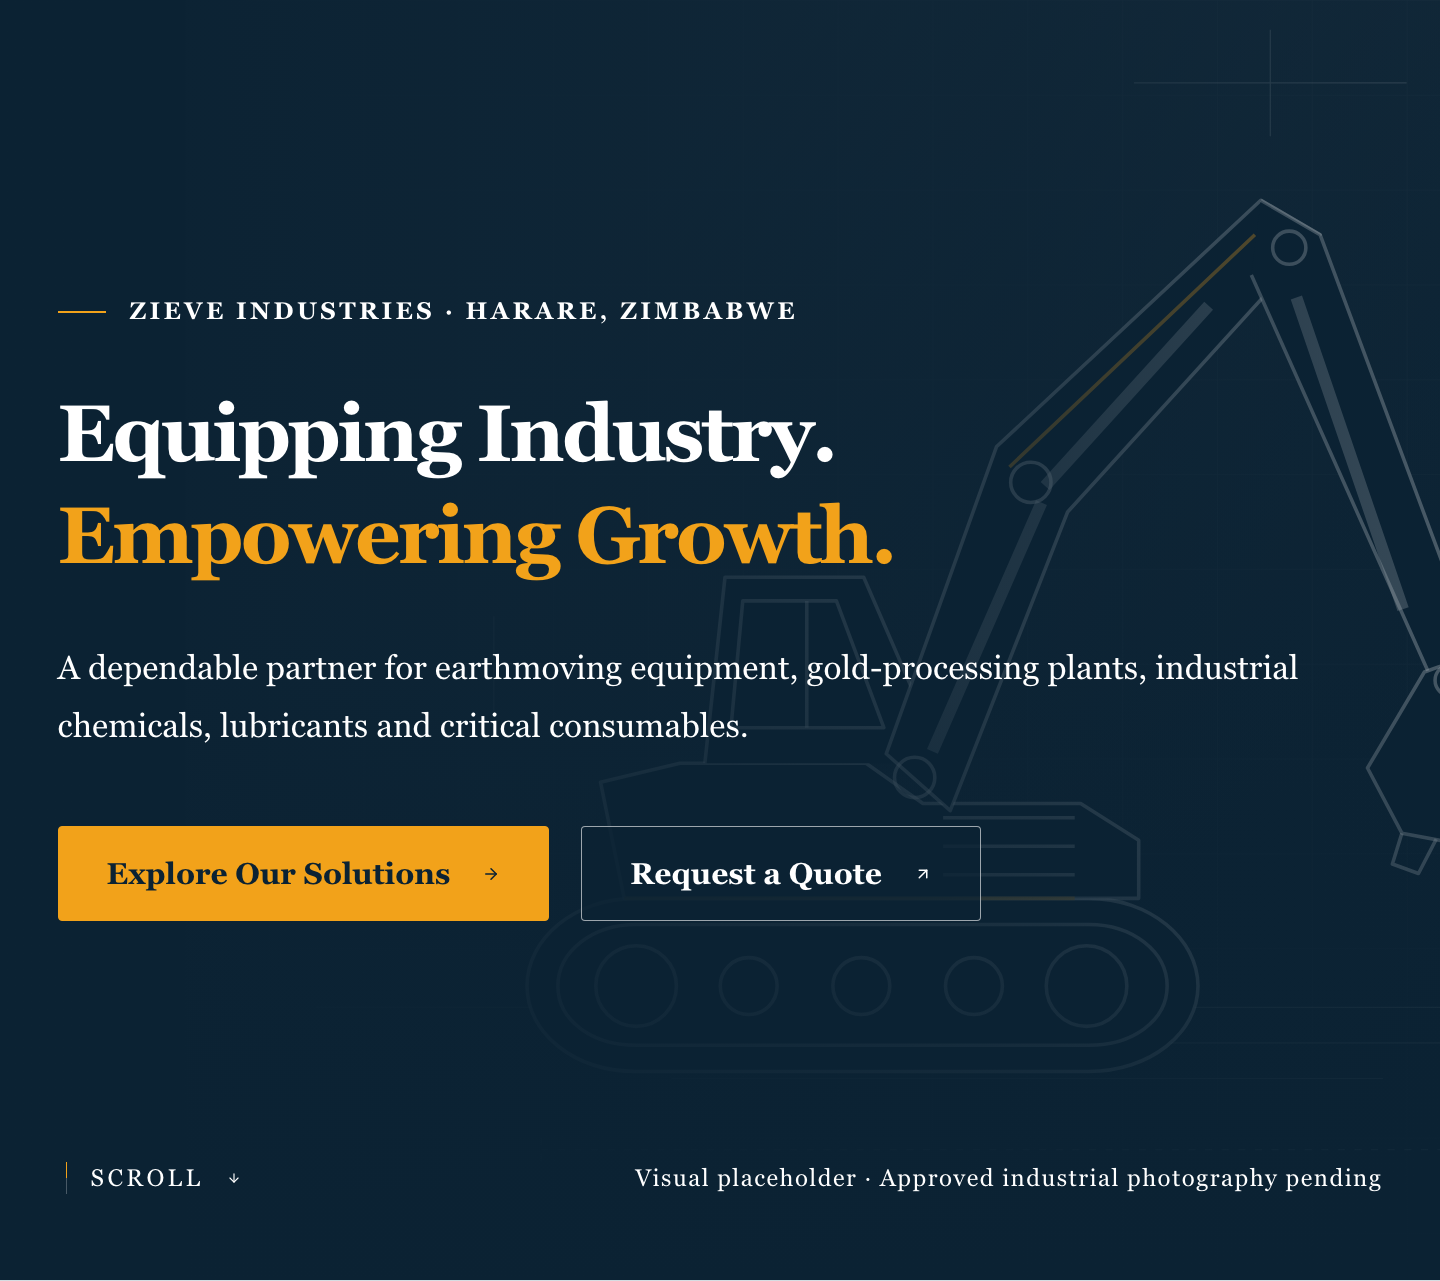 ZIEVE INDUSTRIES · HARARE, ZIMBABWE
Equipping Industry.
Empowering Growth.
A dependable partner for earthmoving equipment, gold-processing plants, industrial
chemicals, lubricants and critical consumables.
Explore Our Solutions →
Request a Quote ↗
SCROLL ↓
Visual placeholder · Approved industrial photography pending